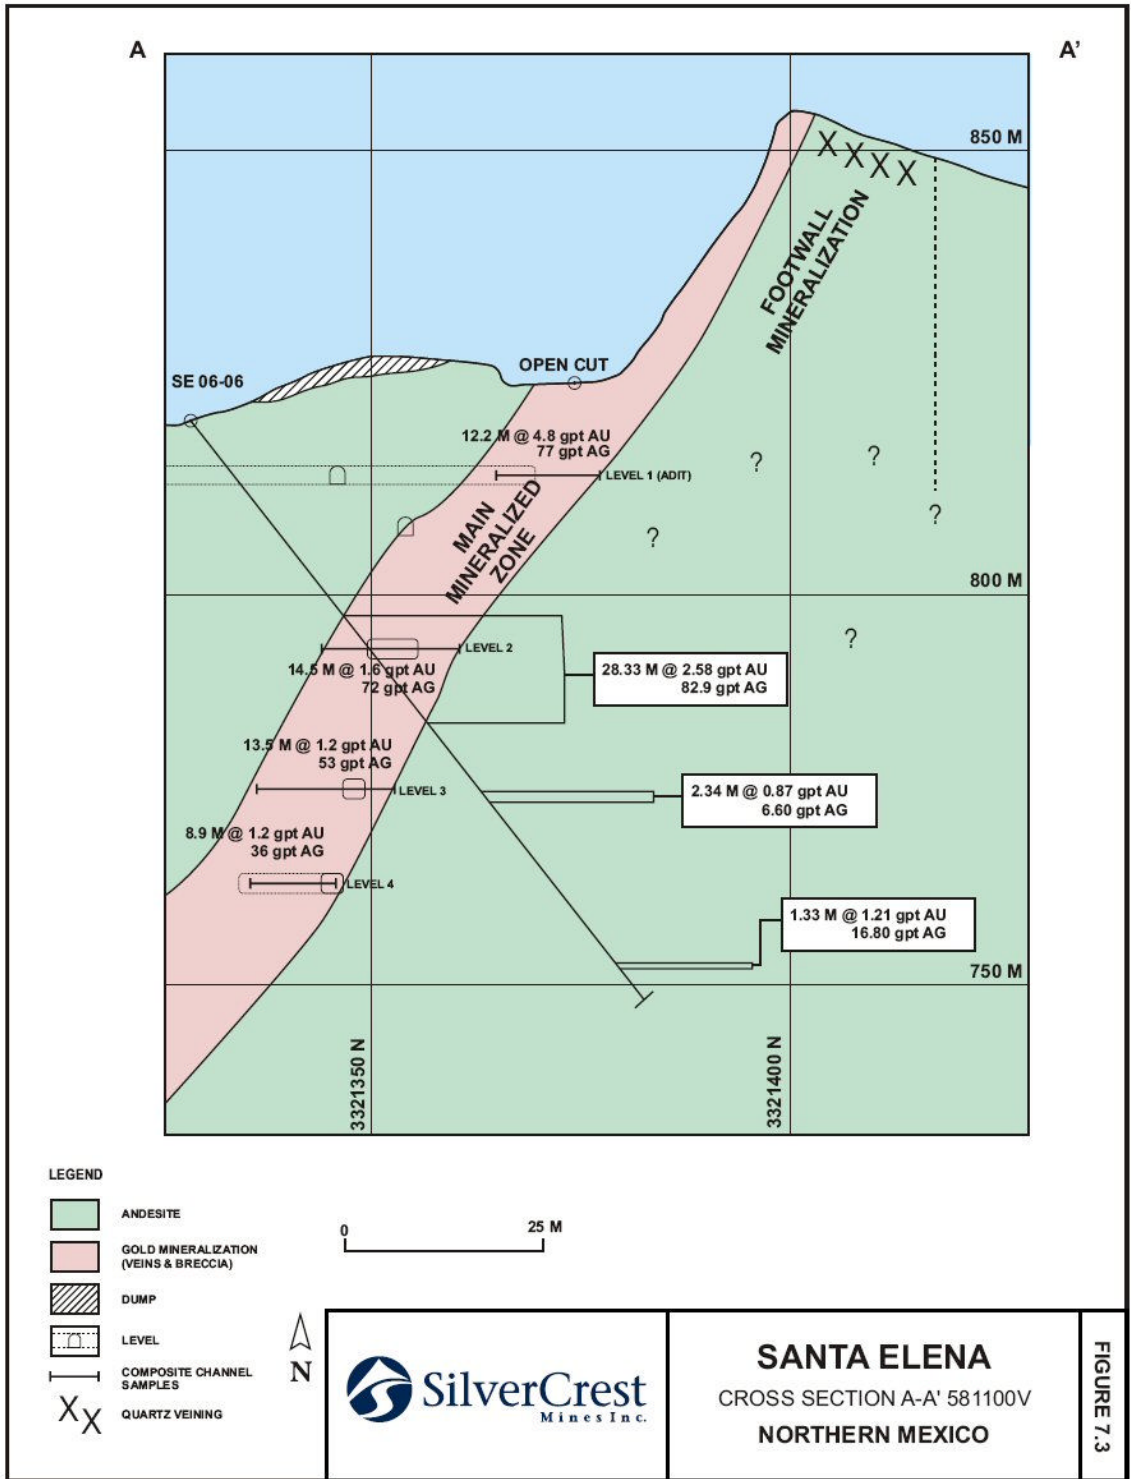 A
A’
850 M
FOOTWALL
MINERALIZATION
SE 06-06
OPEN CUT
12.2 M @ 4.8 gpt AU
77 gpt AG
LEVEL 1 (ADIT)
?
?
?
?
MAIN
MINERALIZED
ZONE
800 M
?
LEVEL 2
14.5 M @ 1.6 gpt AU
72 gpt AG
28.33 M @ 2.58 gpt AU
82.9 gpt AG
13.5 M @ 1.2 gpt AU
53 gpt AG
LEVEL 3
2.34 M @ 0.87 gpt AU
6.60 gpt AG
8.9 M @ 1.2 gpt AU
36 gpt AG
LEVEL 4
1.33 M @ 1.21 gpt AU
16.80 gpt AG
750 M
3321350 N
3321400 N
LEGEND
ANDESITE
GOLD MINERALIZATION
(VEINS & BRECCIA)
DUMP
LEVEL
COMPOSITE CHANNEL
SAMPLES
QUARTZ VEINING
0
25 M
N
SilverCrest
Mines Inc.
SANTA ELENA
CROSS SECTION A-A' 581100V
NORTHERN MEXICO
FIGURE 7.3